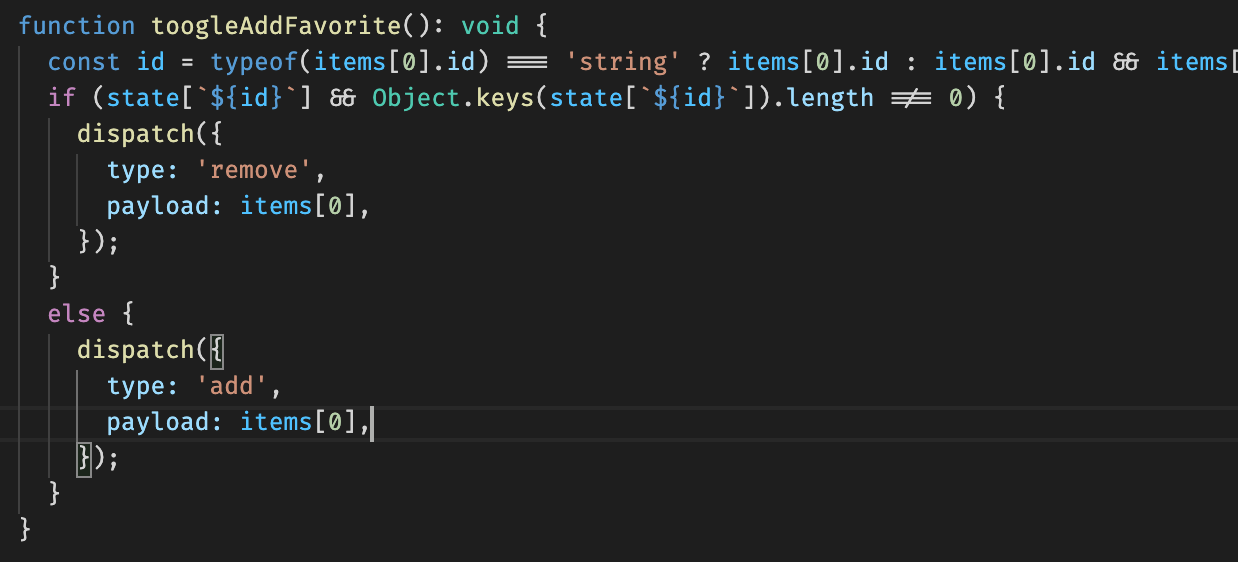 function toogleAddFavorite(): void {
const id = typeof(items[0].id) === 'string' ? items[0].id : items[0].id && items[
if (state[`${id}`] && Object.keys(state[`${id}`]).length !== 0) {
dispatch({
type: 'remove',
payload: items[0],
});
}
else {
dispatch({
type: 'add',
payload: items[0],
});
}
}